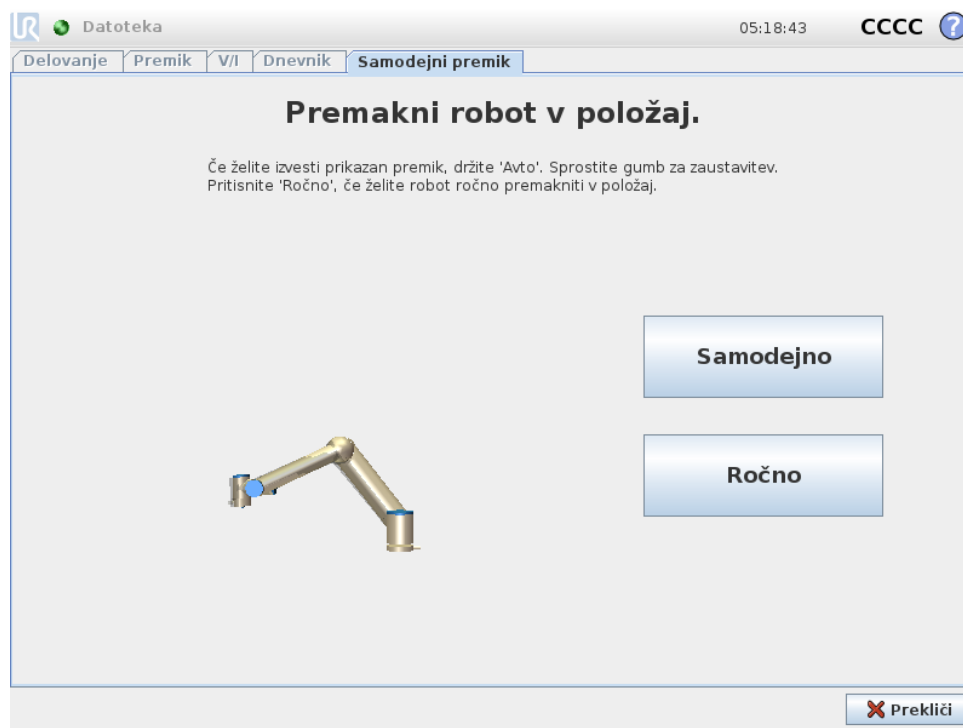 UR Datoteka 05:18:43 CCCC ?
Delovanje Premik V/I Dnevnik Samodejni premik
Premakni robot v položaj.
Če želite izvesti prikazan premik, držite 'Avto'. Sprostite gumb za zaustavitev.
Pritisnite 'Ročno', če želite robot ročno premakniti v položaj.
Samodejno
Ročno
Prekliči